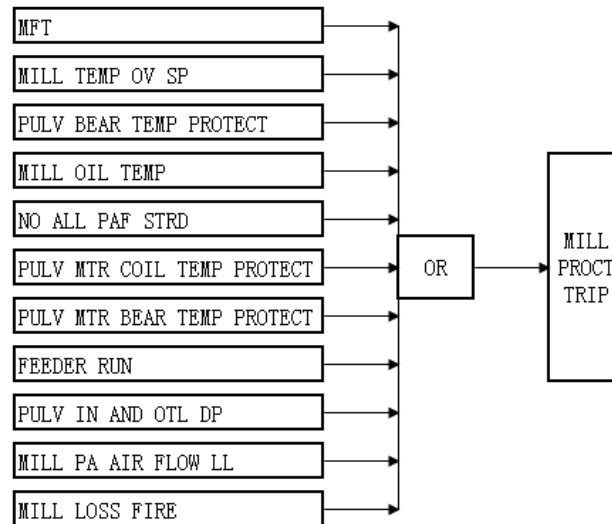 MFT
MILL TEMP OV SP
PULV BEAR TEMP PROTECT
MILL OIL TEMP
NO ALL PAF STRD
PULV MTR COIL TEMP PROTECT
PULV MTR BEAR TEMP PROTECT
FEEDER RUN
PULV IN AND OTL DP
MILL PA AIR FLOW LL
MILL LOSS FIRE
OR
MILL
PROCT
TRIP